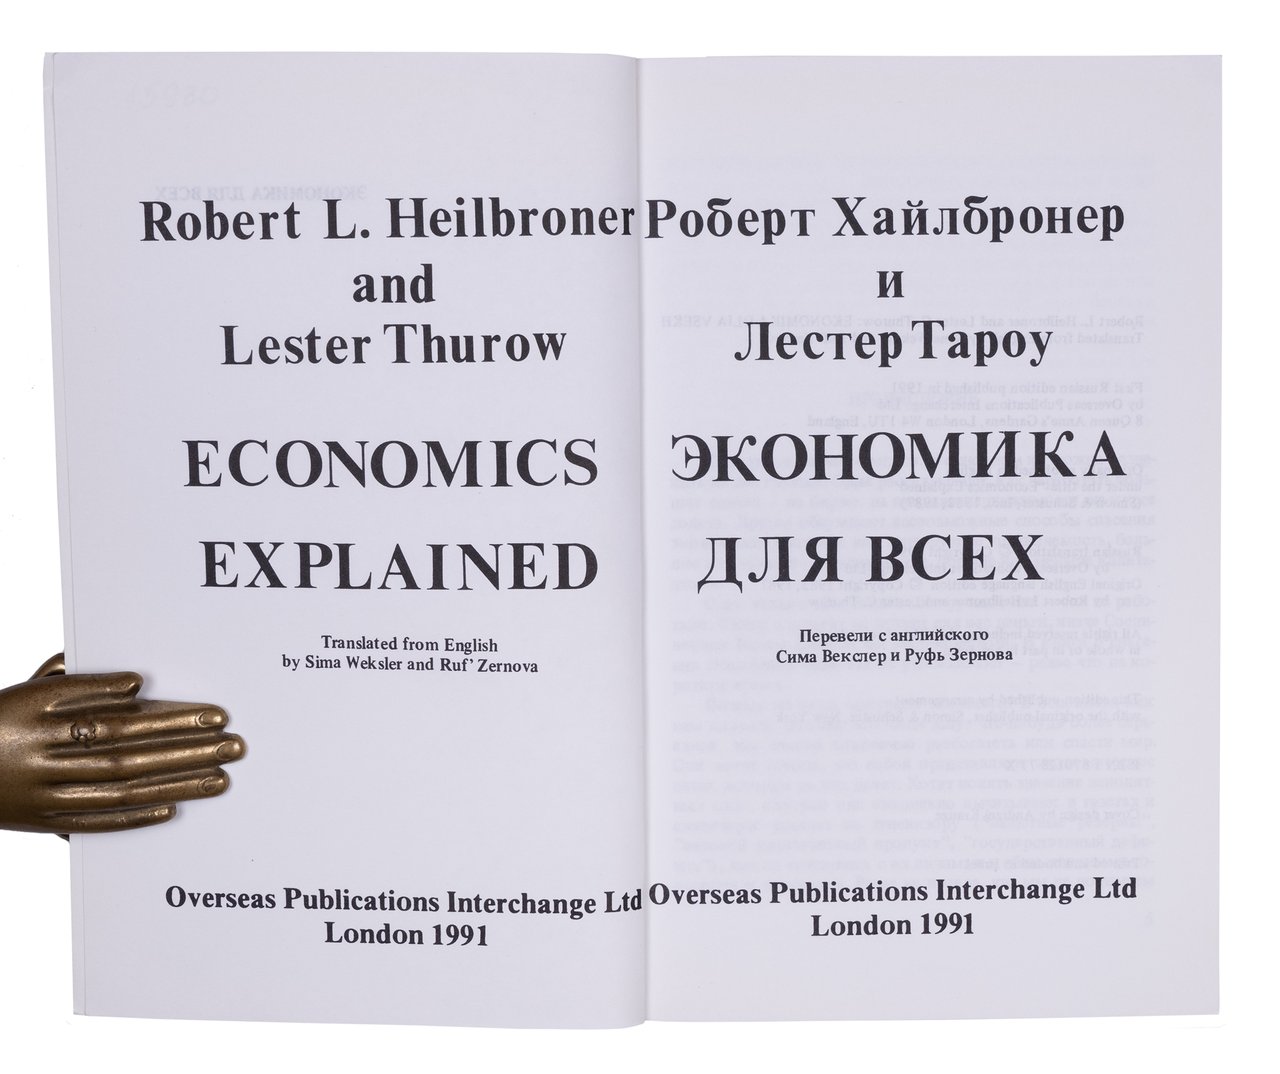 Robert L. Heilbroner
and
Lester Thurow
ECONOMICS
EXPLAINED
Translated from English
by Sima Weksler and Ruf’ Zernova
Overseas Publications Interchange Ltd
London 1991
Роберт Хайлбронер
и
Лестер Тароу
ЭКОНОМИКА
ДЛЯ ВСЕХ
Перевели с английского
Сима Векслер и Руфь Зернова
Overseas Publications Interchange Ltd
London 1991